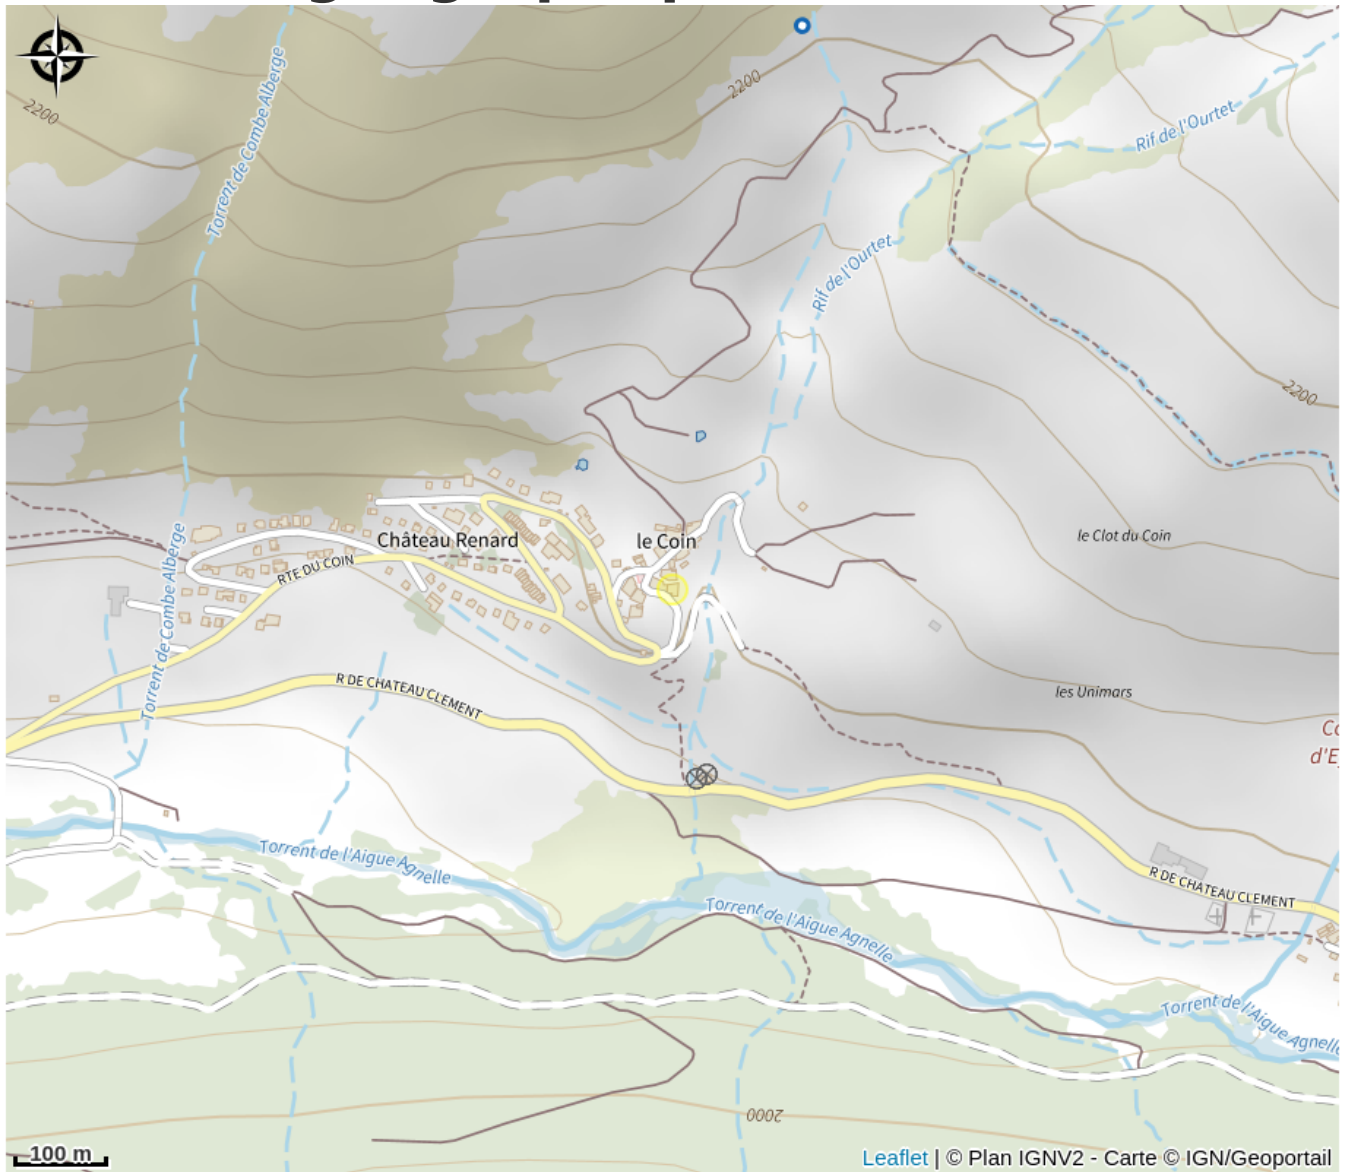 2200
2200
Torrent de Combe Alberge
Rif de l'Ourtet
Rif de l'Ourtet
2200
Château Renard
le Coin
le Clot du Coin
RTE DU COIN
Torrent de Combe Alberge
R DE CHATEAU CLEMENT
les Unimars
Torrent de l'Aigue Agnelle
R DE CHATEAU CLEMENT
Torrent de l'Aigue Agnelle
Torrent de l'Aigue Agnelle
2000
100 m
Leaflet | © Plan IGNV2 - Carte © IGN/Geoportail